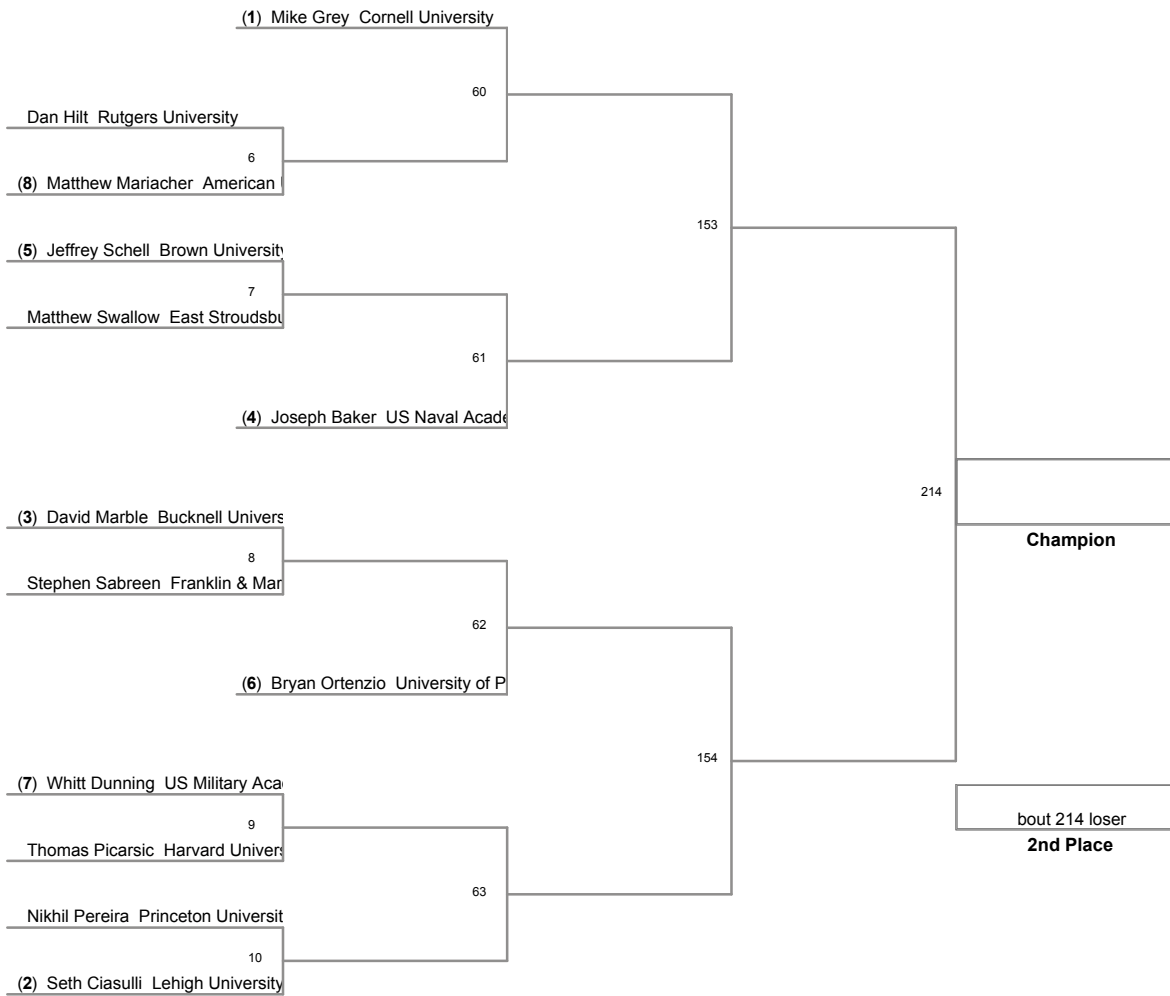 (1) Mike Grey Cornell University
60
Dan Hilt Rutgers University
6
(8) Matthew Mariacher American
153
(5) Jeffrey Schell Brown University
7
Matthew Swallow East Stroudsbu
61
(4) Joseph Baker US Naval Acade
214
(3) David Marble Bucknell Univers
Champion
8
Stephen Sabreen Franklin & Mar
62
(6) Bryan Ortenzio University of P
154
(7) Whitt Dunning US Military Aca
bout 214 loser
9
2nd Place
Thomas Picarsic Harvard Univers
63
Nikhil Pereira Princeton Universit
10
(2) Seth Ciasulli Lehigh University